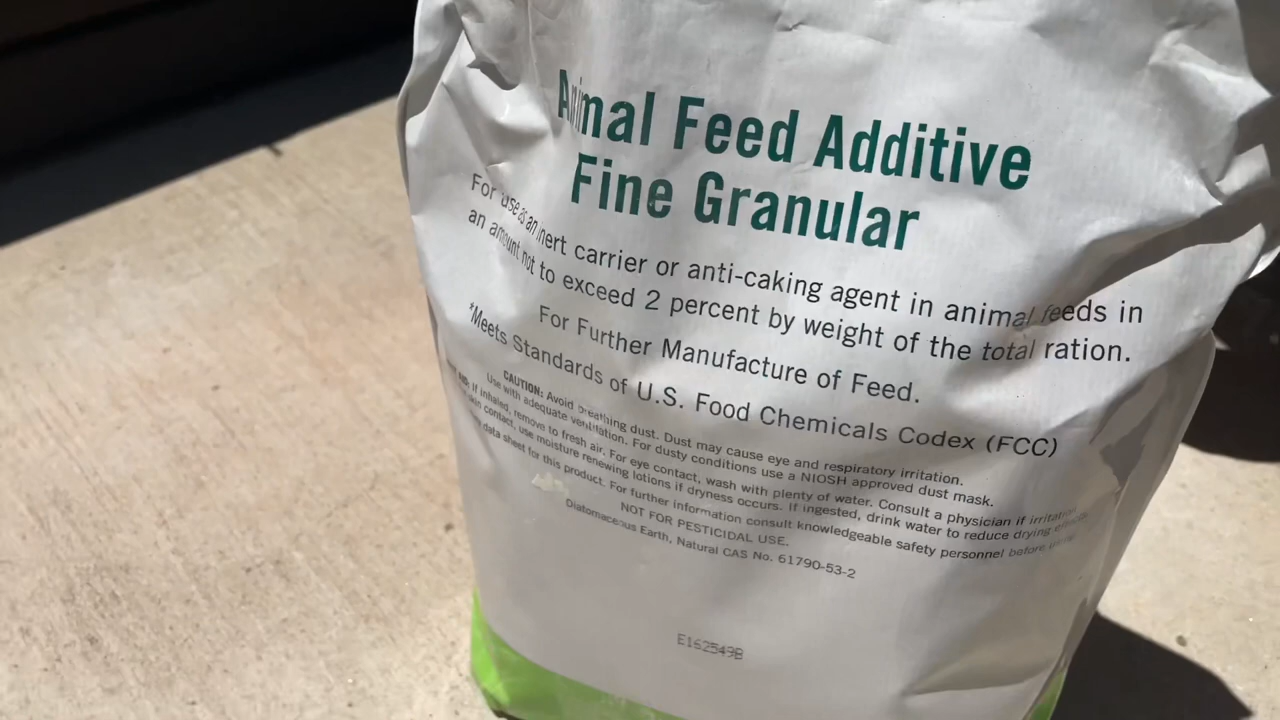 Animal Feed Additive
Fine Granular
For use as an inert carrier or anti-caking agent in animal feeds in
an amount not to exceed 2 percent by weight of the total ration.
For Further Manufacture of Feed.
*Meets Standards of U.S. Food Chemicals Codex (FCC)
CAUTION: Avoid breathing dust. Dust may cause eye and respiratory irritation.
Use with adequate ventilation. For dusty conditions use a NIOSH approved dust mask.
AID: If inhaled, remove to fresh air. For eye contact, wash with plenty of water. Consult a physician if irritation
skin contact, use moisture renewing lotions if dryness occurs. If ingested, drink water to reduce drying
data sheet for this product. For further information consult knowledgeable safety personnel before
NOT FOR PESTICIDAL USE.
Diatomaceous Earth, Natural CAS No. 61790-53-2
E162549B